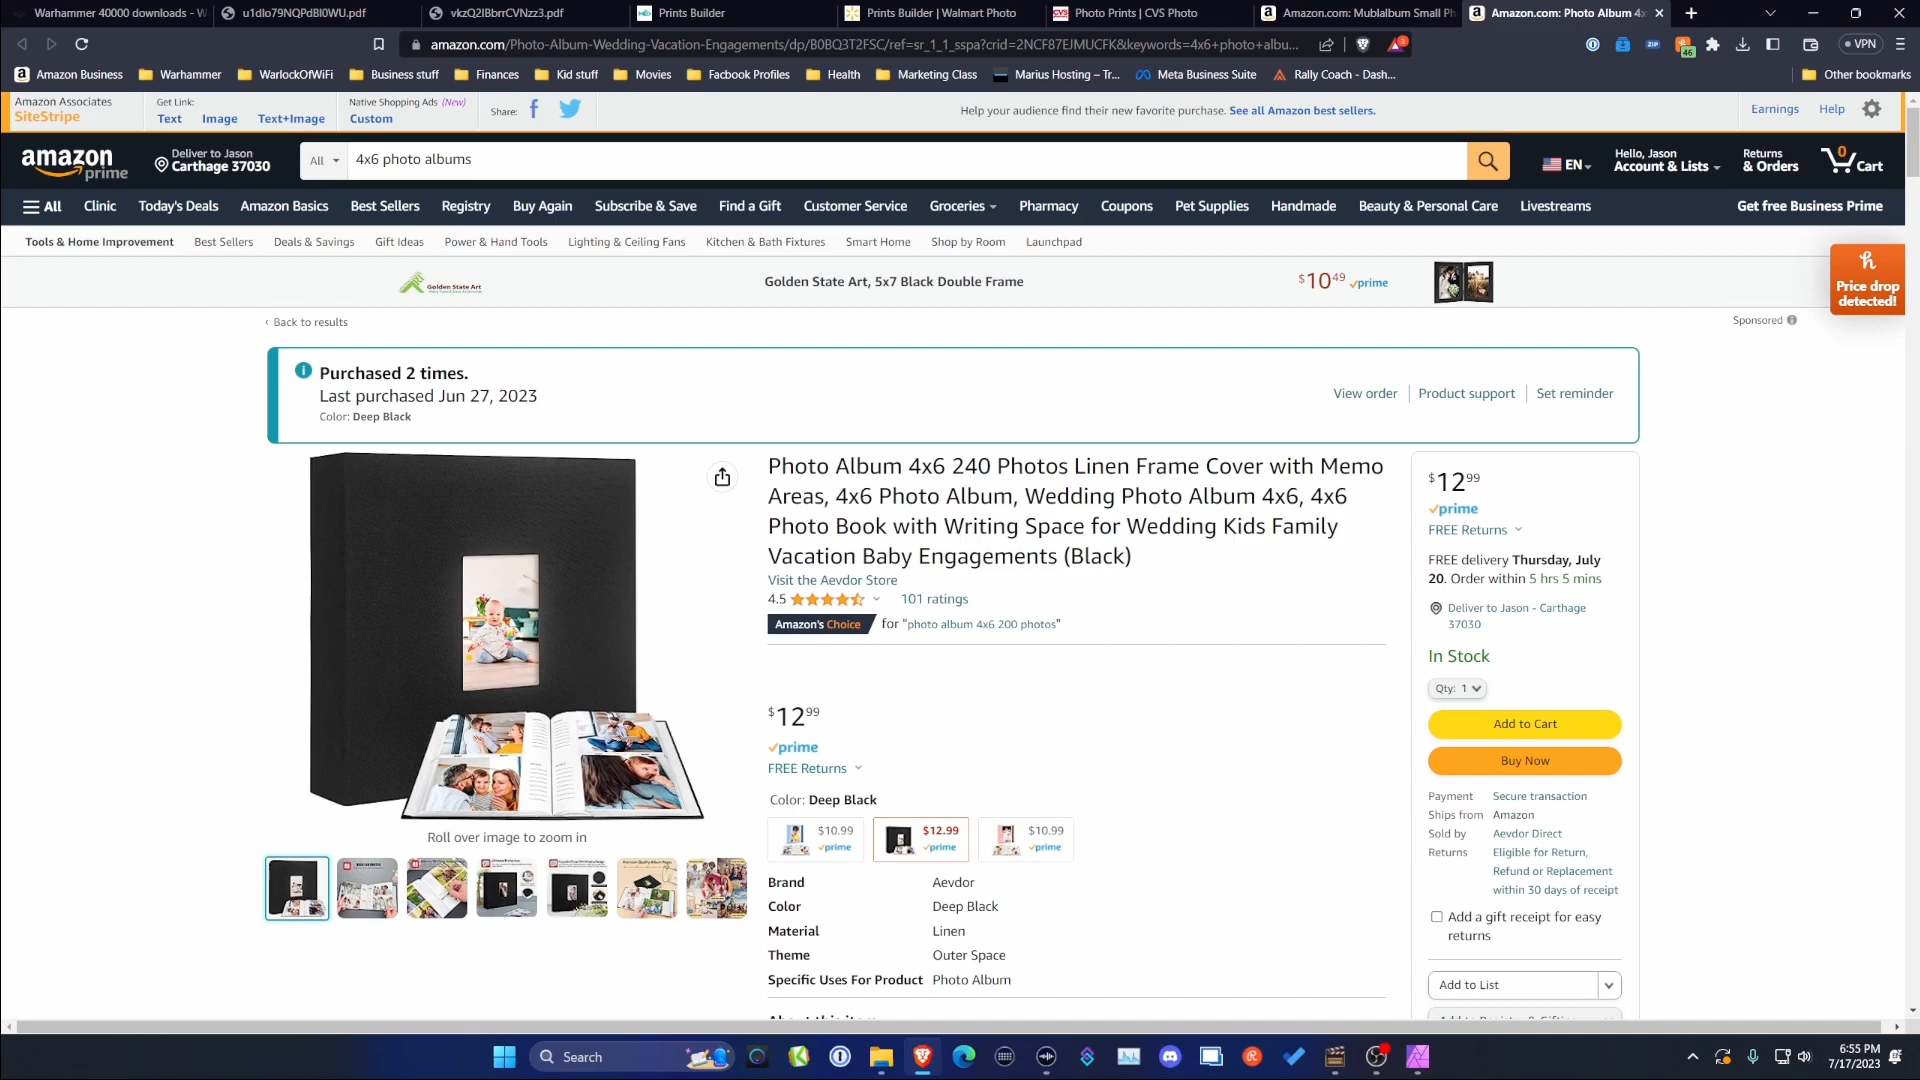 Warhammer 40000 downloads - W
u1dIo79NQPdBI0WU.pdf
vkzQ2IBbrrCVNzz3.pdf
Prints Builder
Prints Builder | Walmart Photo
CVS
Photo Prints | CVS Photo
Amazon.com: Mublalbum Small Ph
Amazon.com: Photo Album 4x
amazon.com/Photo-Album-Wedding-Vacation-Engagements/dp/B0BQ3T2FSC/ref=sr_1_1_sspa?crid=2NCF87EJMUCFK&keywords=4x6+photo+albu...
3
ZIP
46
VPN
Amazon Business
Warhammer
WarlockOfWiFi
Business stuff
Finances
Kid stuff
Movies
Facbook Profiles
Health
Marketing Class
Marius Hosting – Tr...
Meta Business Suite
Rally Coach - Dash...
Other bookmarks
Amazon Associates
SiteStripe
Get Link:
Text
Image
Text+Image
Native Shopping Ads (New)
Custom
Share:
Help your audience find their new favorite purchase. See all Amazon best sellers.
Earnings
Help
amazon
prime
Deliver to Jason
Carthage 37030
All
4x6 photo albums
EN
Hello, Jason
Account & Lists
Returns
& Orders
0
Cart
All
Clinic
Today's Deals
Amazon Basics
Best Sellers
Registry
Buy Again
Subscribe & Save
Find a Gift
Customer Service
Groceries
Pharmacy
Coupons
Pet Supplies
Handmade
Beauty & Personal Care
Livestreams
Get free Business Prime
Tools & Home Improvement
Best Sellers
Deals & Savings
Gift Ideas
Power & Hand Tools
Lighting & Ceiling Fans
Kitchen & Bath Fixtures
Smart Home
Shop by Room
Launchpad
Golden State Art
Golden State Art, 5x7 Black Double Frame
$10.49
prime
Price drop
detected!
‹ Back to results
Sponsored
Purchased 2 times.
Last purchased Jun 27, 2023
Color: Deep Black
View order
Product support
Set reminder
Photo Album 4x6 240 Photos Linen Frame Cover with Memo
Areas, 4x6 Photo Album, Wedding Photo Album 4x6, 4x6
Photo Book with Writing Space for Wedding Kids Family
Vacation Baby Engagements (Black)
Visit the Aevdor Store
4.5
101 ratings
Amazon's Choice
for "photo album 4x6 200 photos"
$12.99
prime
FREE Returns
Color: Deep Black
$10.99
prime
$12.99
prime
$10.99
prime
Brand Aevdor
Color Deep Black
Material Linen
Theme Outer Space
Specific Uses For Product Photo Album
Roll over image to zoom in
$12.99
prime
FREE Returns
FREE delivery Thursday, July
20. Order within 5 hrs 5 mins
Deliver to Jason - Carthage
37030
In Stock
Qty: 1
Add to Cart
Buy Now
Payment Secure transaction
Ships from Amazon
Sold by Aevdor Direct
Returns Eligible for Return,
Refund or Replacement
within 30 days of receipt
Add a gift receipt for easy
returns
Add to List
Search
6:55 PM
7/17/2023